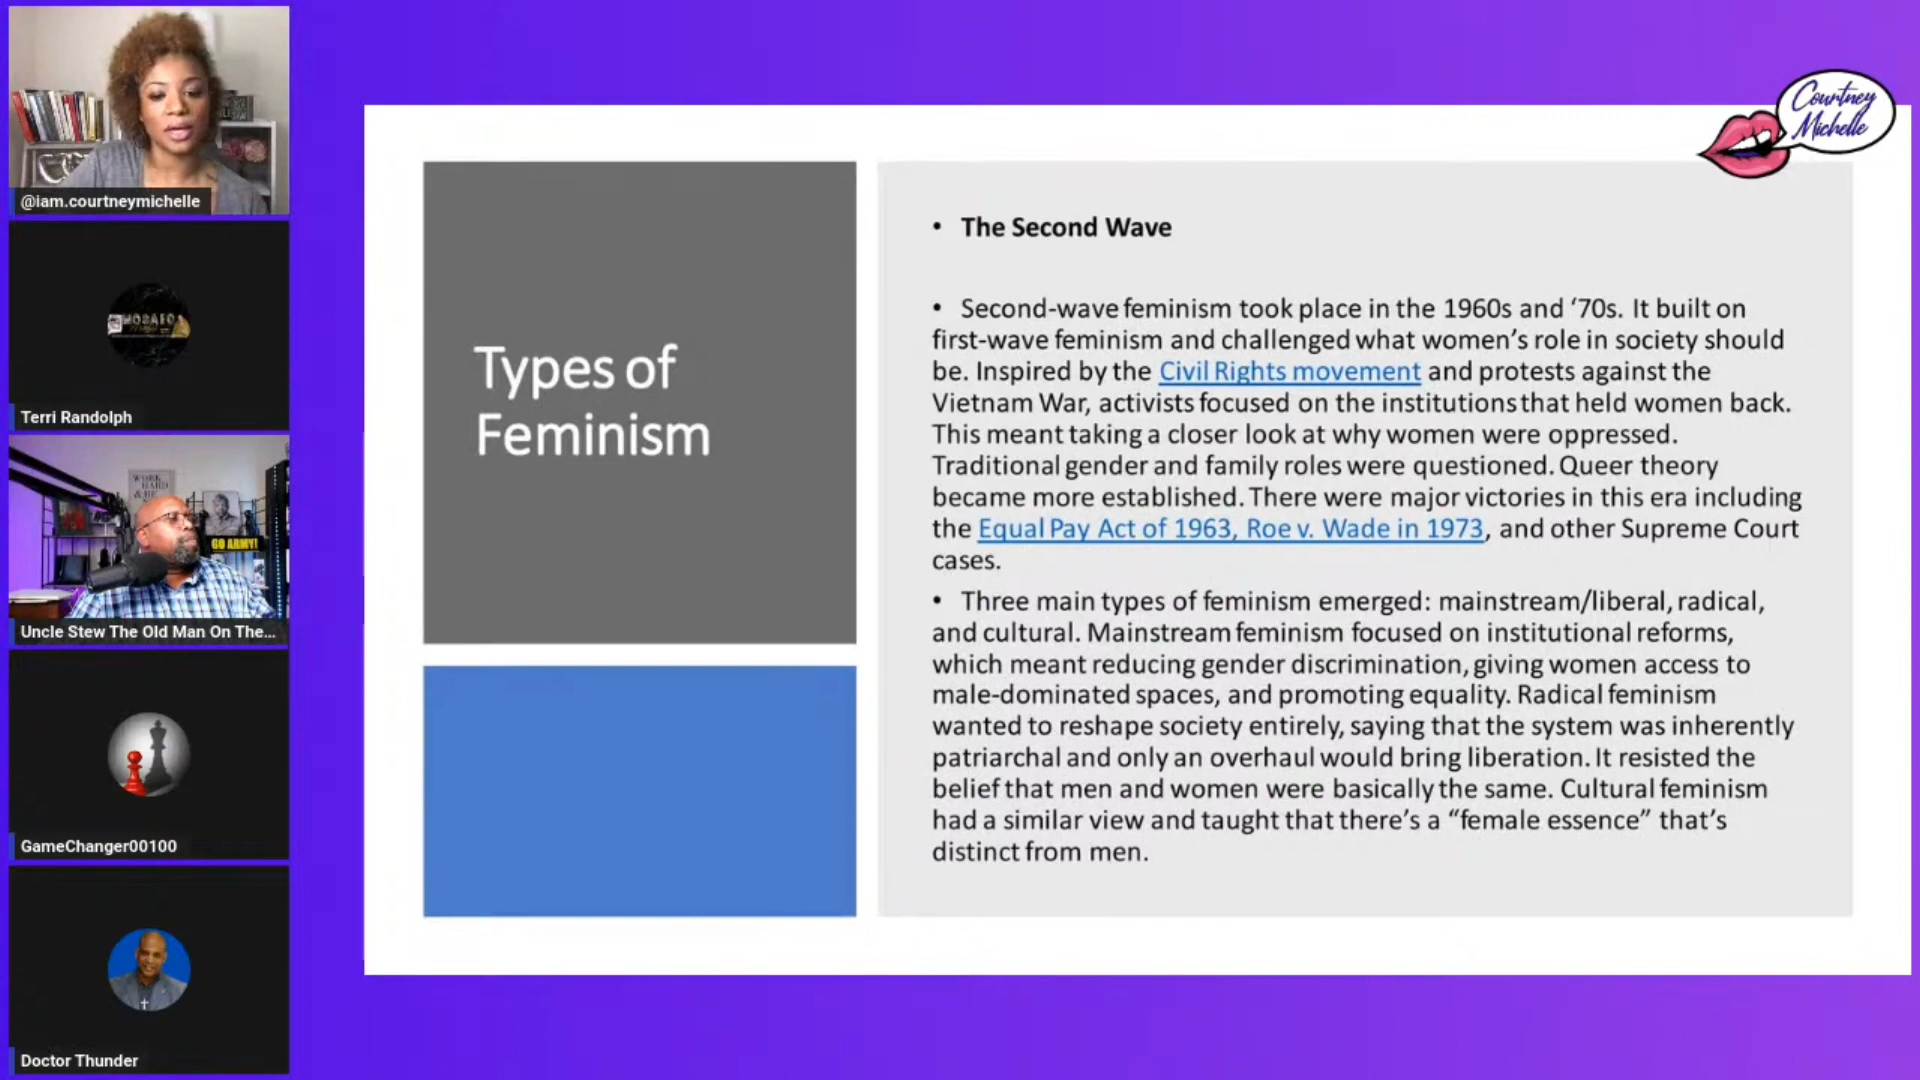 @iam.courtneymichelle
Terri Randolph
WORK
HARD
& BE
GO ARMY!
Uncle Stew The Old Man On The...
GameChanger00100
Doctor Thunder
Types of
Feminism
Courtney
Michelle
• The Second Wave
• Second-wave feminism took place in the 1960s and ‘70s. It built on
first-wave feminism and challenged what women’s role in society should
be. Inspired by the Civil Rights movement and protests against the
Vietnam War, activists focused on the institutions that held women back.
This meant taking a closer look at why women were oppressed.
Traditional gender and family roles were questioned. Queer theory
became more established. There were major victories in this era including
the Equal Pay Act of 1963, Roe v. Wade in 1973, and other Supreme Court
cases.
• Three main types of feminism emerged: mainstream/liberal, radical,
and cultural. Mainstream feminism focused on institutional reforms,
which meant reducing gender discrimination, giving women access to
male-dominated spaces, and promoting equality. Radical feminism
wanted to reshape society entirely, saying that the system was inherently
patriarchal and only an overhaul would bring liberation. It resisted the
belief that men and women were basically the same. Cultural feminism
had a similar view and taught that there’s a “female essence” that’s
distinct from men.